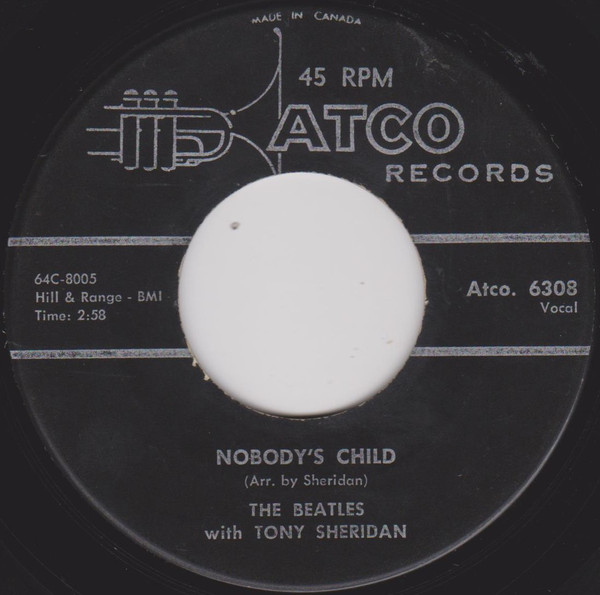 MADE IN CANADA
45 RPM
ATCO
RECORDS
64C-8005
Hill & Range - BMI
Time: 2:58
Atco. 6308
Vocal
NOBODY'S CHILD
(Arr. by Sheridan)
THE BEATLES
with TONY SHERIDAN